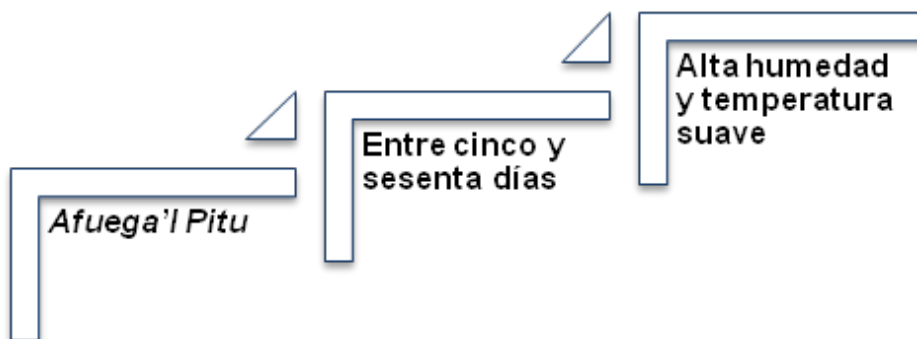 Afuega'l Pitu
Entre cinco y
sesenta días
Alta humedad
y temperatura
suave